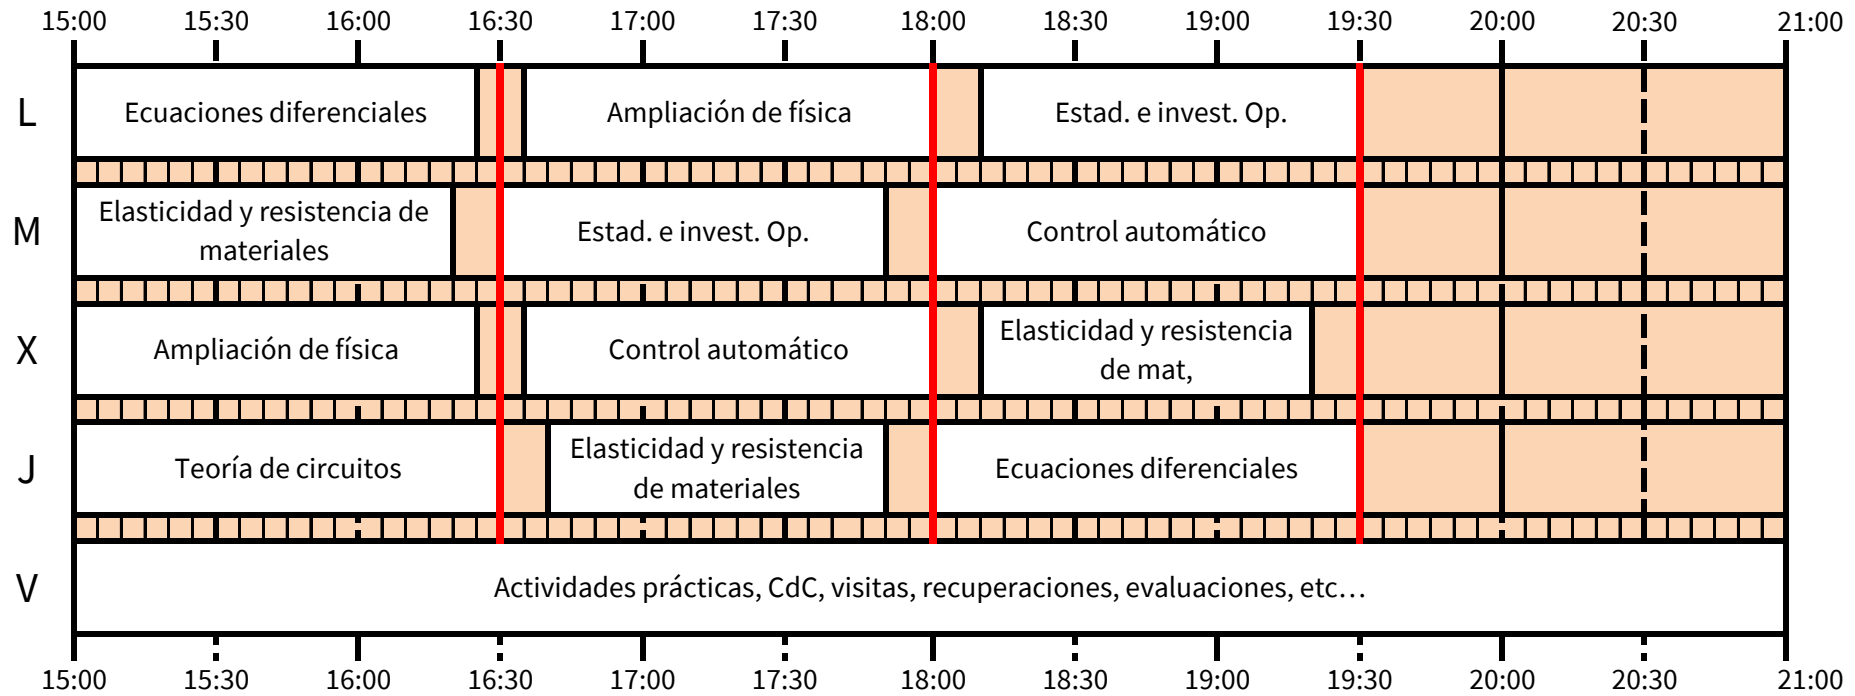 15:00 15:30 16:00 16:30 17:00 17:30 18:00 18:30 19:00 19:30 20:00 20:30 21:00
L
Ecuaciones diferenciales
Ampliación de física
Estad. e invest. Op.
M
Elasticidad y resistencia de
materiales
Estad. e invest. Op.
Control automático
X
Ampliación de física
Control automático
Elasticidad y resistencia
de mat,
J
Teoría de circuitos
Elasticidad y resistencia
de materiales
Ecuaciones diferenciales
V
Actividades prácticas, CdC, visitas, recuperaciones, evaluaciones, etc…
15:00 15:30 16:00 16:30 17:00 17:30 18:00 18:30 19:00 19:30 20:00 20:30 21:00